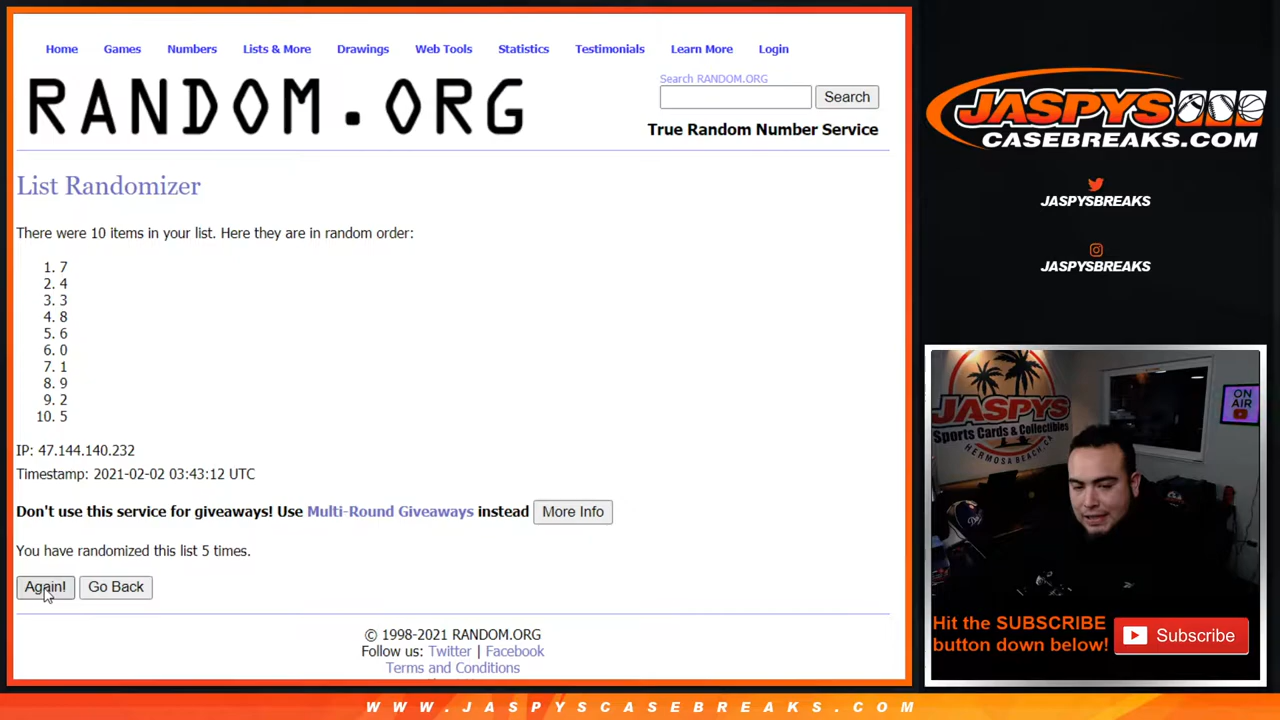 Home Games Numbers Lists & More Drawings Web Tools Statistics Testimonials Learn More Login
RANDOM.ORG
Search RANDOM.ORG
Search
True Random Number Service
List Randomizer
There were 10 items in your list. Here they are in random order:
1. 7
2. 4
3. 3
4. 8
5. 6
6. 0
7. 1
8. 9
9. 2
10. 5
IP: 47.144.140.232
Timestamp: 2021-02-02 03:43:12 UTC
Don't use this service for giveaways! Use Multi-Round Giveaways instead More Info
You have randomized this list 5 times.
Again! Go Back
© 1998-2021 RANDOM.ORG
Follow us: Twitter | Facebook
Terms and Conditions
JASPYS
CASEBREAKS.COM
JASPYSBREAKS
JASPYSBREAKS
JASPYS
Sports Cards & Collectibles
HERMOSA BEACH, CA
ON AIR
Hit the SUBSCRIBE
button down below!
Subscribe
WWW.JASPYSCASEBREAKS.COM